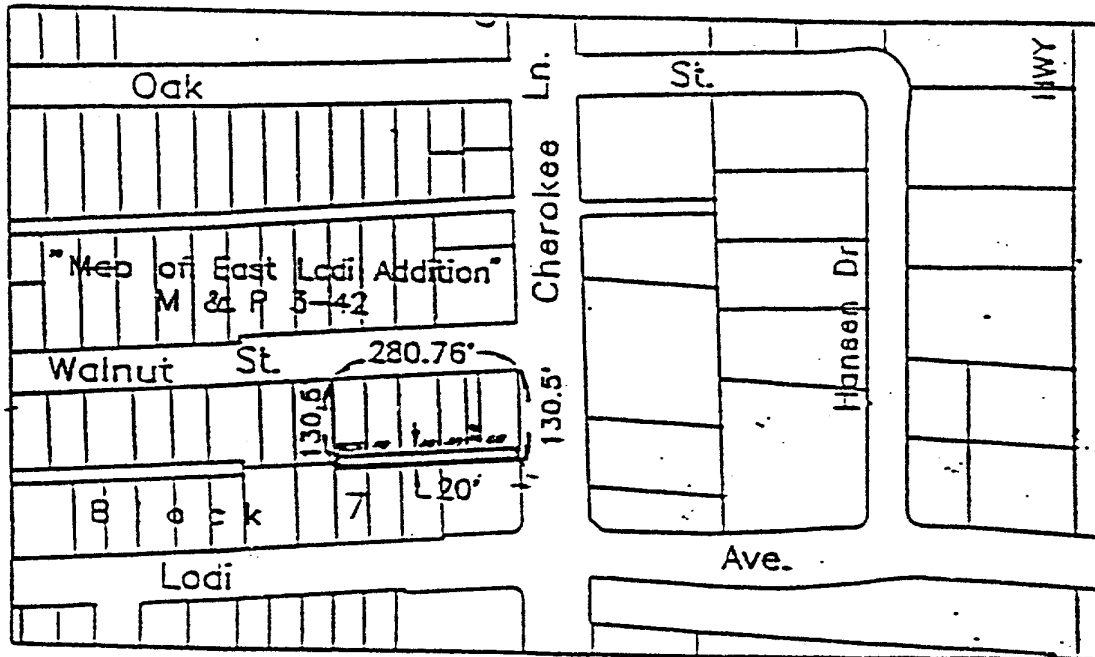 Oak
St.
Cherokee Ln.
HWY
"Map of East Lodi Addition"
M & P 3-42
Hansen Dr
Walnut St.
280.76'
130.5'
130.5'
20'
Block 7
Lodi
Ave.